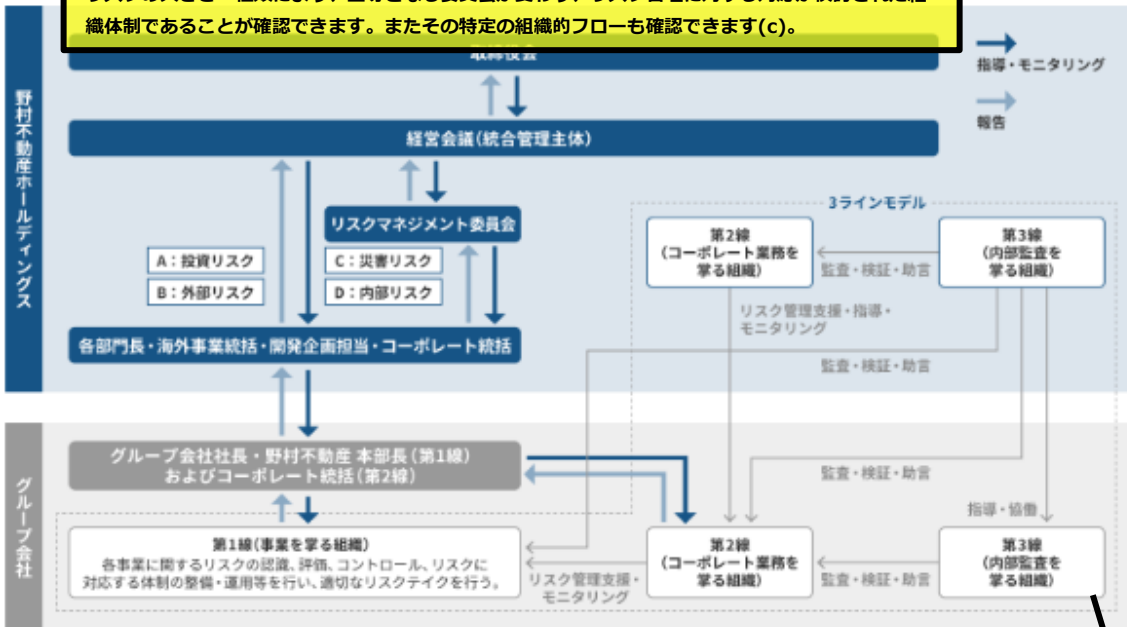 織体制であることが確認できます。またその特定の組織的フローも確認できます(c)。
取締役会
指導・モニタリング
報告
野村不動産ホールディングス
経営会議(統合管理主体)
リスクマネジメント委員会
3ラインモデル
第2線
(コーポレート業務を
掌る組織)
監査・検証・助言
第3線
(内部監査を
掌る組織)
A：投資リスク
B：外部リスク
C：災害リスク
D：内部リスク
リスク管理支援・指導・
モニタリング
各部門長・海外事業統括・開発企画担当・コーポレート統括
監査・検証・助言
グループ会社
グループ会社社長・野村不動産 本部長(第1線)
およびコーポレート統括(第2線)
監査・検証・助言
指導・協働
第1線(事業を掌る組織)
各事業に関するリスクの認識、評価、コントロール、リスクに
対応する体制の整備・運用等を行い、適切なリスクテイクを行う。
リスク管理支援・
モニタリング
第2線
(コーポレート業務を
掌る組織)
監査・検証・助言
第3線
(内部監査を
掌る組織)